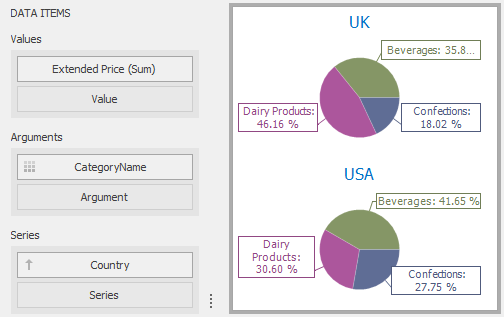 DATA ITEMS
Values
Extended Price (Sum)
Value
Arguments
CategoryName
Argument
Series
Country
Series
UK
Beverages: 35.8...
Dairy Products:
46.16 %
Confections:
18.02 %
USA
Beverages: 41.65 %
Dairy
Products:
30.60 %
Confections:
27.75 %